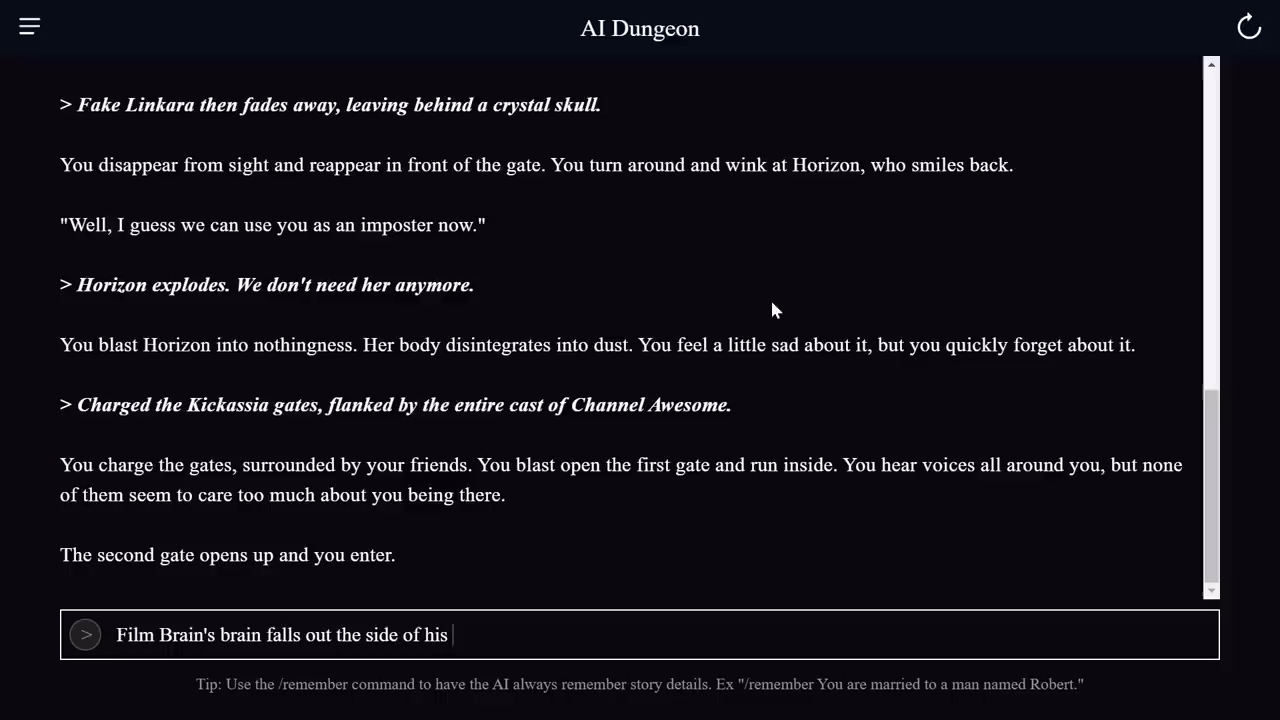 AI Dungeon
> Fake Linkara then fades away, leaving behind a crystal skull.
You disappear from sight and reappear in front of the gate. You turn around and wink at Horizon, who smiles back.
"Well, I guess we can use you as an imposter now."
> Horizon explodes. We don't need her anymore.
You blast Horizon into nothingness. Her body disintegrates into dust. You feel a little sad about it, but you quickly forget about it.
> Charged the Kickassia gates, flanked by the entire cast of Channel Awesome.
You charge the gates, surrounded by your friends. You blast open the first gate and run inside. You hear voices all around you, but none
of them seem to care too much about you being there.
The second gate opens up and you enter.
> Film Brain's brain falls out the side of his
Tip: Use the /remember command to have the AI always remember story details. Ex "/remember You are married to a man named Robert."